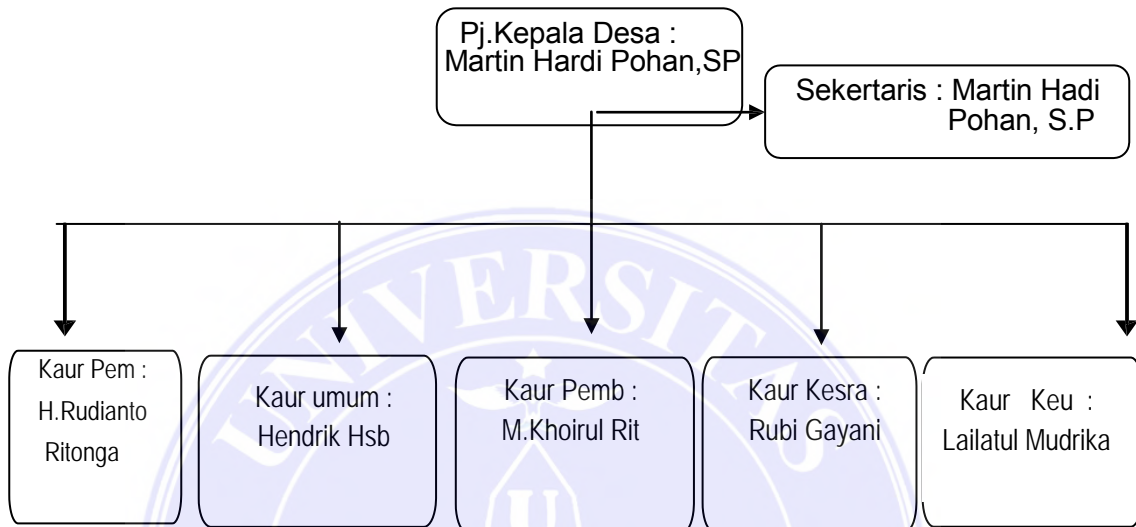 Pj.Kepala Desa :
Martin Hardi Pohan,SP
Sekertaris : Martin Hadi
Pohan, S.P
Kaur Pem :
H.Rudianto
Ritonga
Kaur umum :
Hendrik Hsb
Kaur Pemb :
M.Khoirul Rit
Kaur Kesra :
Rubi Gayani
Kaur Keu :
Lailatul Mudrika
UNIVERSITAS
U